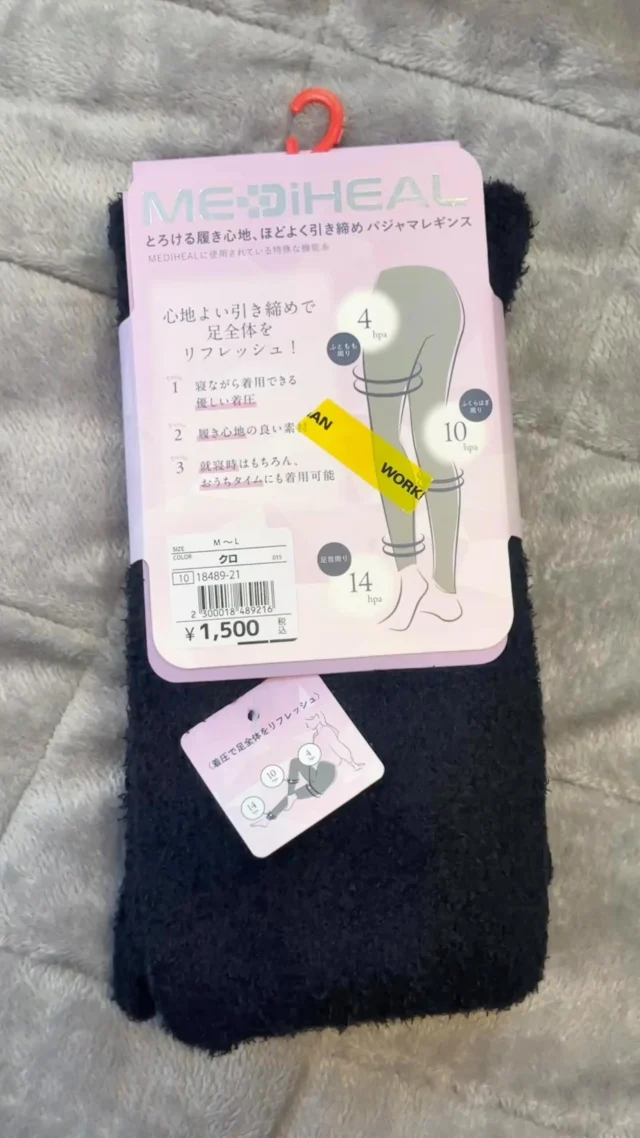 MEDiHEAL
とろける履き心地、ほどよく引き締め パジャマレギンス
MEDiHEALに使用されている特殊な機能糸
心地よい引き締めで
足全体を
リフレッシュ!
1 寝ながら着用できる
優しい着圧
2 履き心地の良い素材
3 就寝時はもちろん、
おうちタイムにも着用可能
4 hpa
ふともも
周り
ふくらはぎ
周り
10 hpa
足首周り
14 hpa
AN WORK
SIZE M~L
COLOR クロ 015
10 18489-21
2 300018 489216
¥1,500 税込
(着圧で足全体をリフレッシュ)
4
10
14